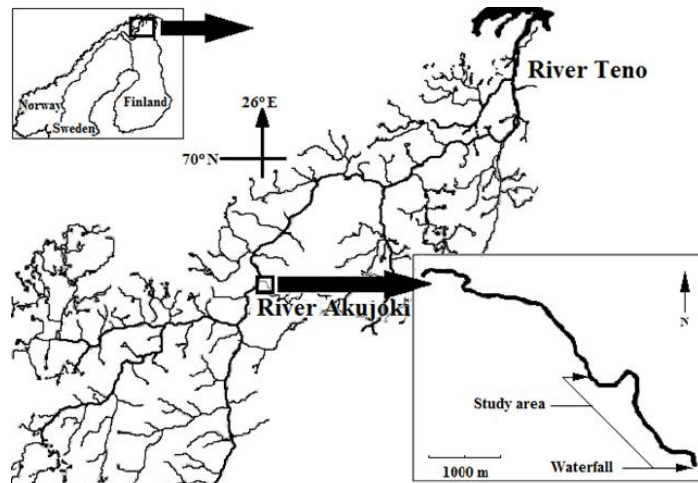 Norway
Sweden
Finland
River Teno
26°E
70°N
River Akujoki
N
Study area
1000 m
Waterfall